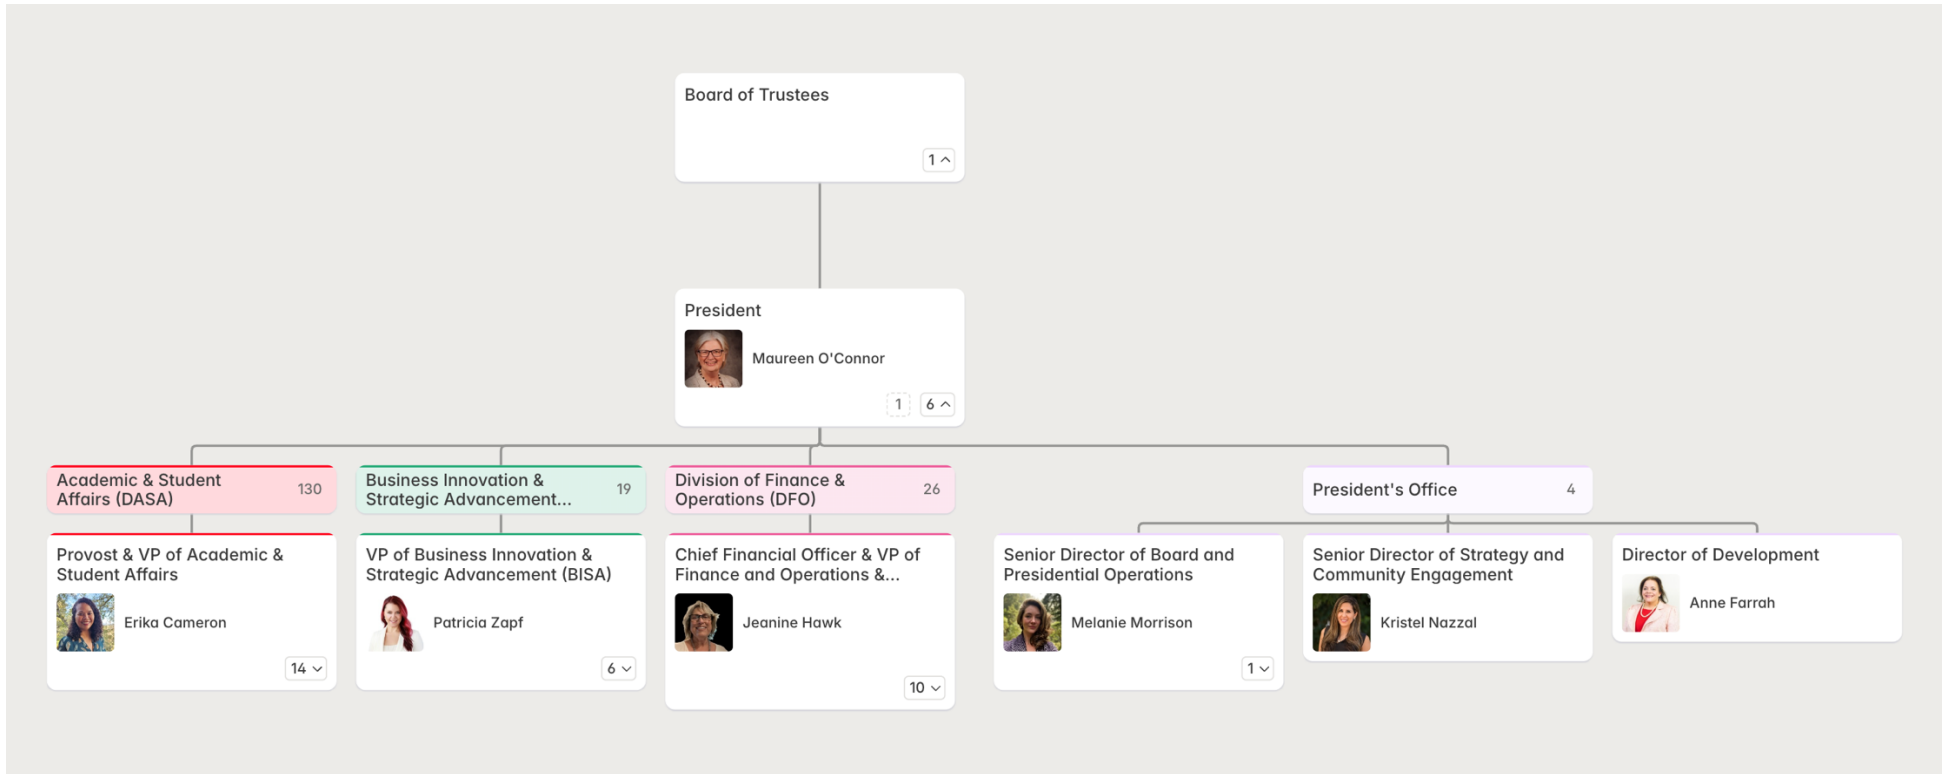 Board of Trustees
1
President
Maureen O'Connor
1 6
Academic & Student
Affairs (DASA)
130
Business Innovation &
Strategic Advancement...
19
Division of Finance &
Operations (DFO)
26
President's Office
4
Provost & VP of Academic &
Student Affairs
Erika Cameron
14
VP of Business Innovation &
Strategic Advancement (BISA)
Patricia Zapf
6
Chief Financial Officer & VP of
Finance and Operations &...
Jeanine Hawk
10
Senior Director of Board and
Presidential Operations
Melanie Morrison
1
Senior Director of Strategy and
Community Engagement
Kristel Nazzal
Director of Development
Anne Farrah